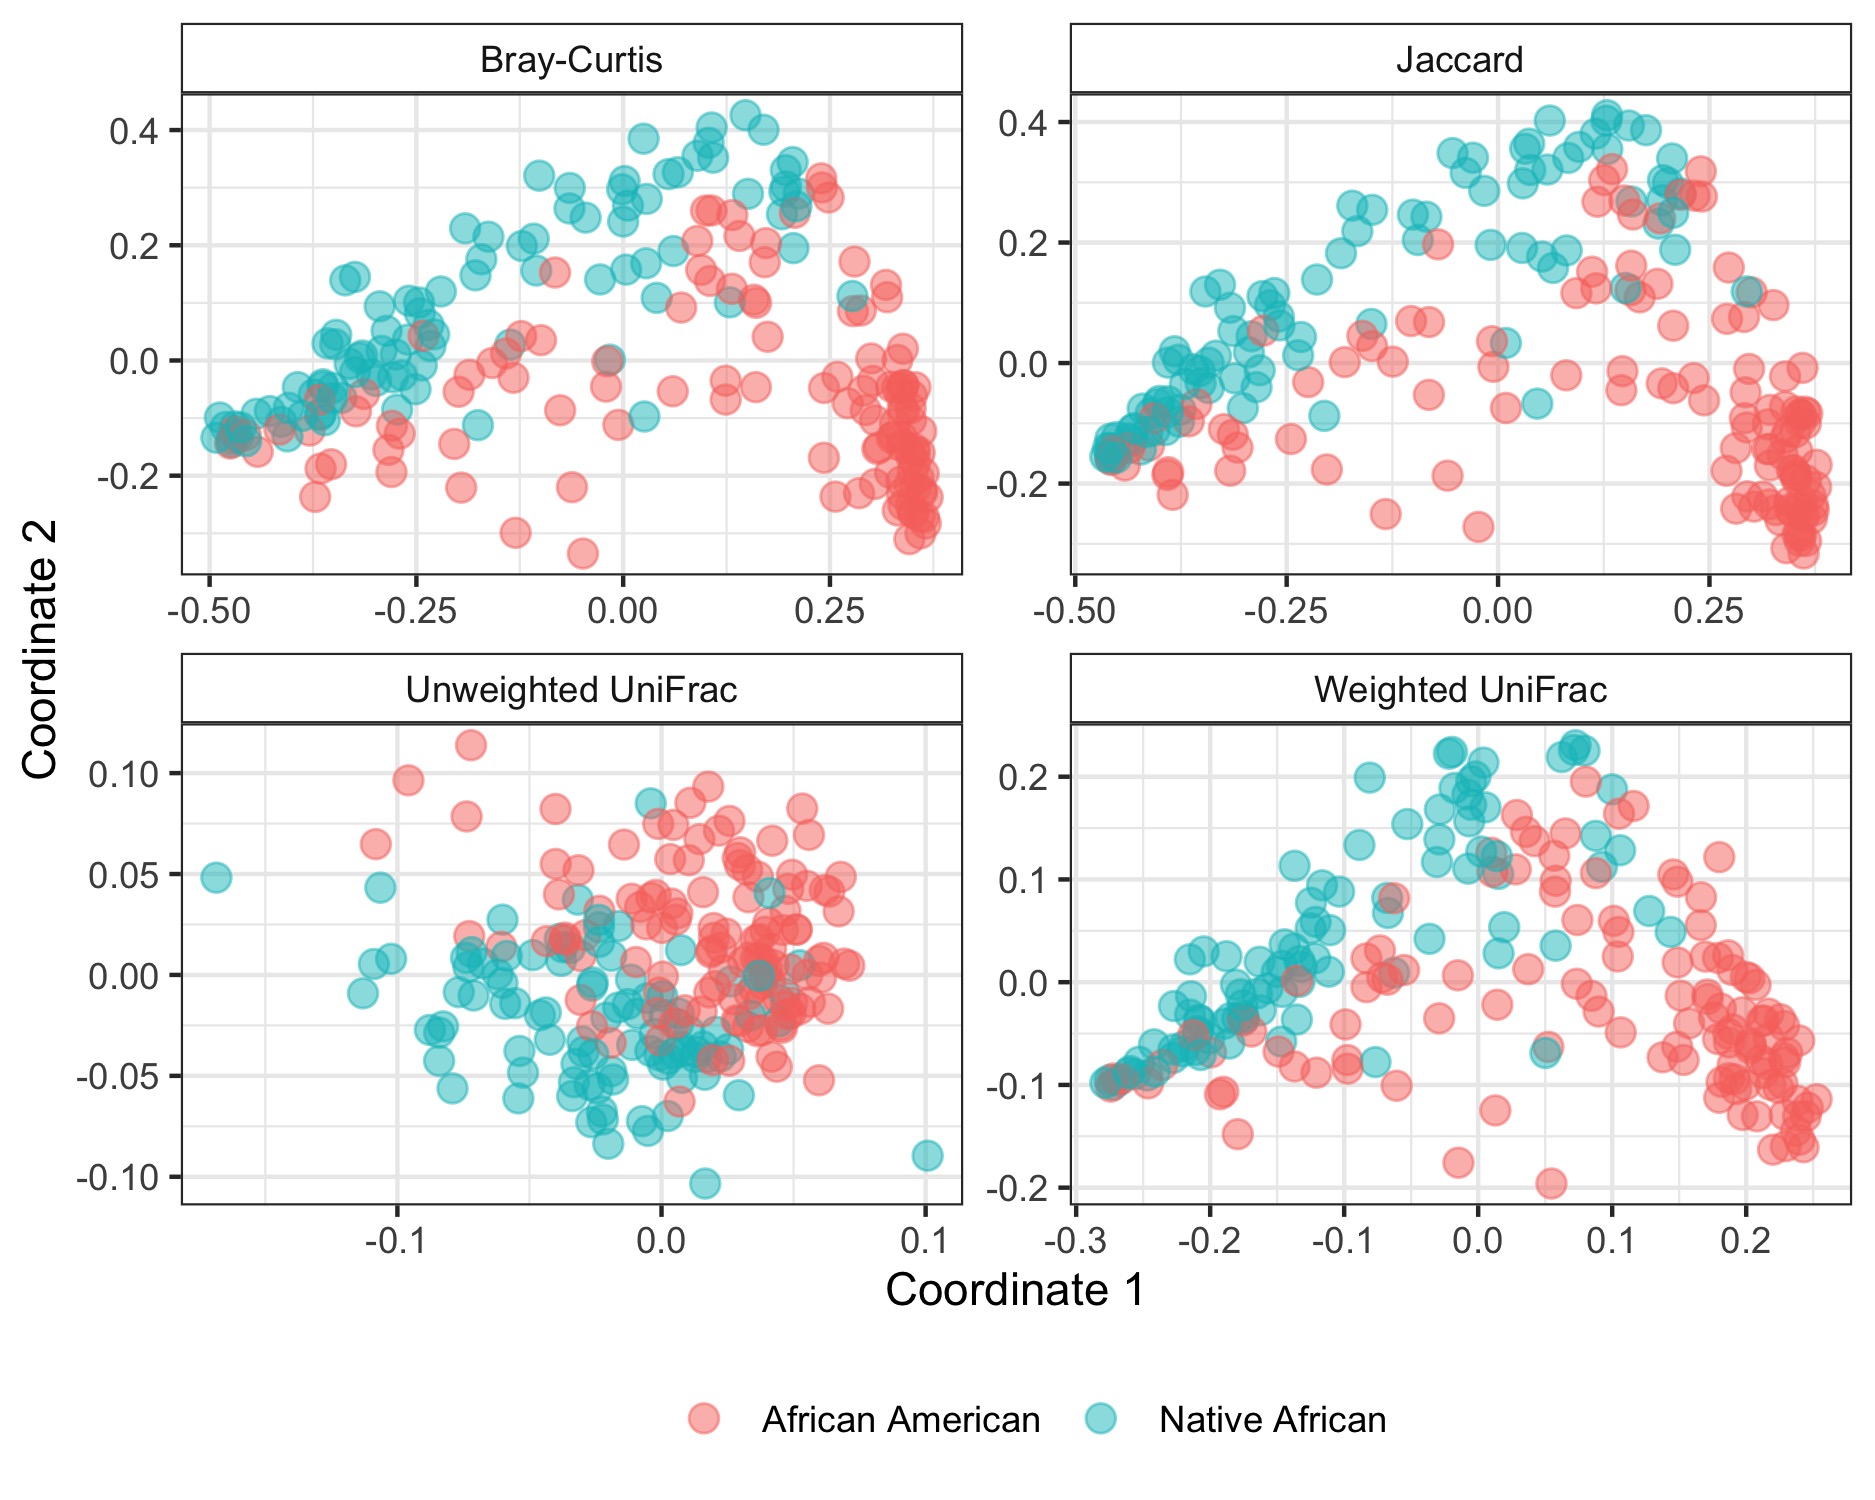 Bray-Curtis
Jaccard
0.4
0.2
0.0
-0.2
0.4
0.2
0.0
-0.2
-0.50 -0.25 0.00 0.25
-0.50 -0.25 0.00 0.25
Coordinate 2
Unweighted UniFrac
Weighted UniFrac
0.10
0.05
0.00
-0.05
-0.10
0.2
0.1
0.0
-0.1
-0.2
-0.1 0.0 0.1
-0.3 -0.2 -0.1 0.0 0.1 0.2
Coordinate 1
African American
Native African